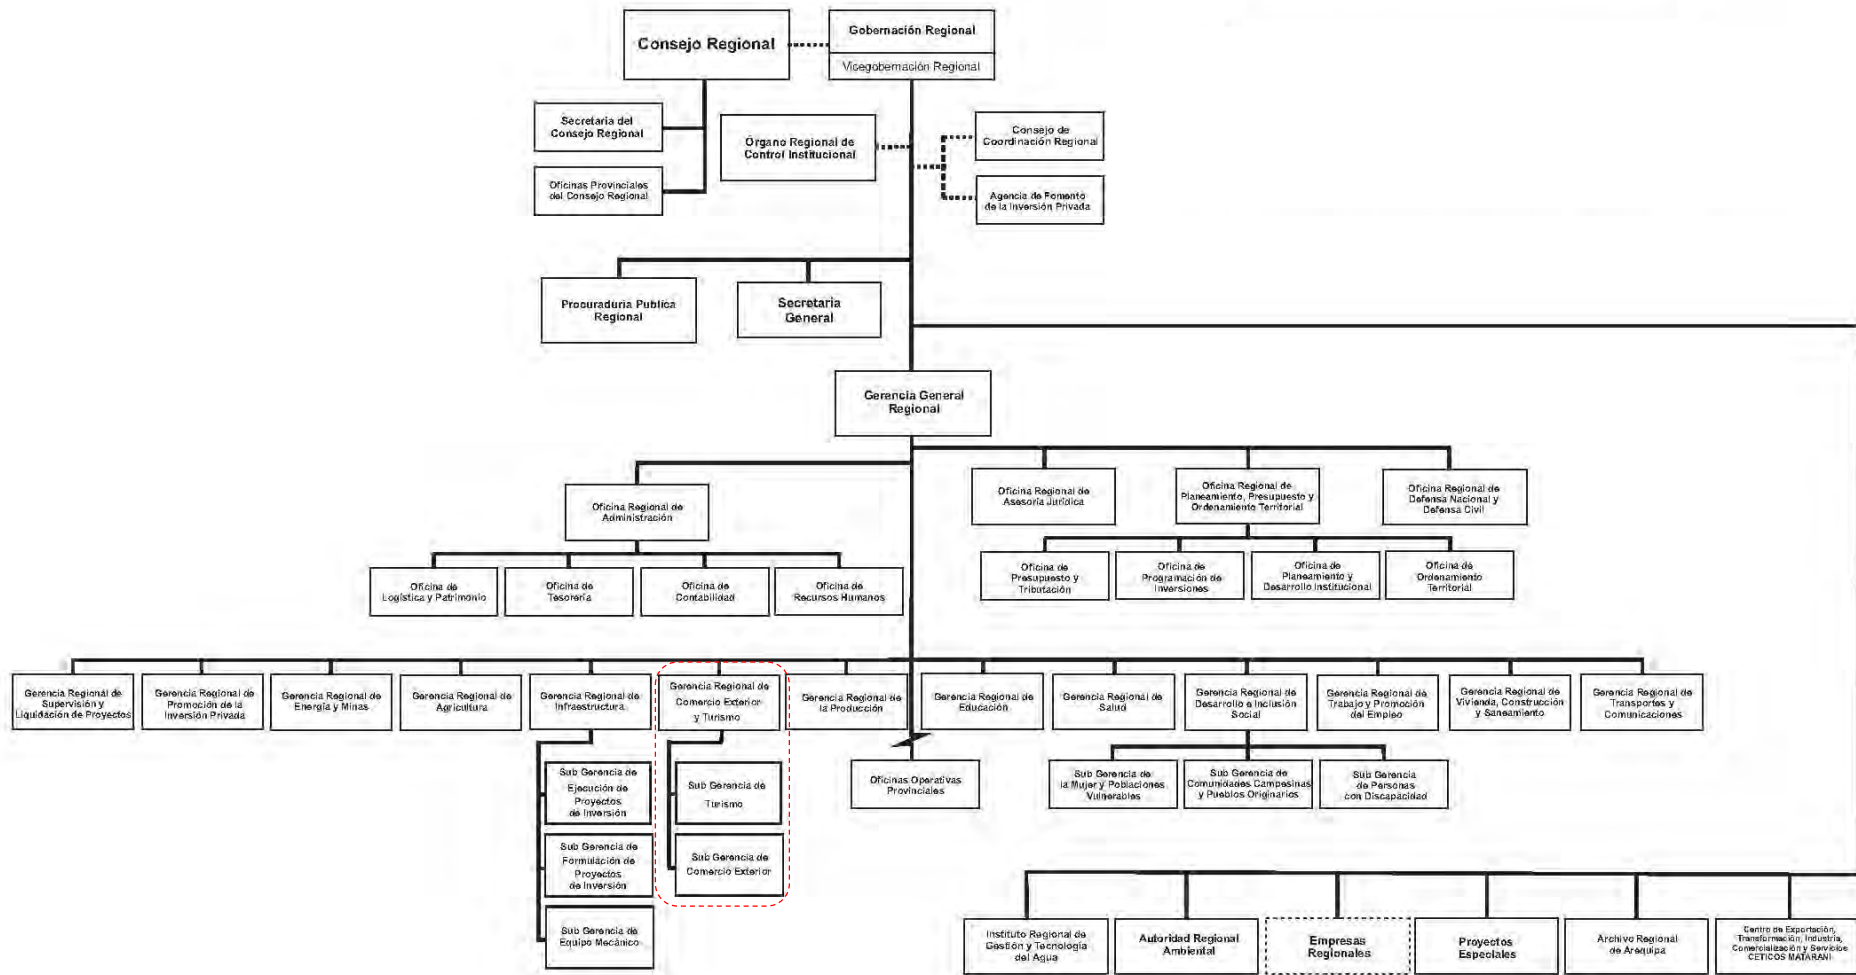 Consejo Regional
Gobernación Regional
Vicegobernación Regional
Secretaria del
Consejo Regional
Oficinas Provinciales
del Consejo Regional
Órgano Regional de
Control Institucional
Consejo de
Coordinación Regional
Agencia de Fomento
de la Inversión Privada
Procuraduria Publica
Regional
Secretaria
General
Gerencia General
Regional
Oficina Regional de
Administración
Oficina Regional de
Asesoría Jurídica
Oficina Regional de
Planeamiento, Presupuesto y
Ordenamiento Territorial
Oficina Regional de
Defensa Nacional y
Defensa Civil
Oficina de
Logística y Patrimonio
Oficina de
Tesorería
Oficina de
Contabilidad
Oficina de
Recursos Humanos
Oficina de
Presupuesto y
Tributación
Oficina de
Programación de
Inversiones
Oficina de
Planeamiento y
Desarrollo Institucional
Oficina de
Ordenamiento
Territorial
Gerencia Regional de
Supervisión y
Liquidación de Proyectos
Gerencia Regional de
Promoción de la
Inversión Privada
Gerencia Regional de
Energía y Minas
Gerencia Regional de
Agricultura
Gerencia Regional de
Infraestructura
Gerencia Regional de
Comercio Exterior
y Turismo
Gerencia Regional de
la Producción
Gerencia Regional de
Educación
Gerencia Regional de
Salud
Gerencia Regional de
Desarrollo e Inclusión
Social
Gerencia Regional de
Trabajo y Promoción
del Empleo
Gerencia Regional de
Vivienda, Construcción
y Saneamiento
Gerencia Regional de
Transportes y
Comunicaciones
Sub Gerencia de
Ejecución de
Proyectos
de Inversión
Sub Gerencia de
Formulación de
Proyectos
de Inversión
Sub Gerencia de
Equipo Mecánico
Sub Gerencia de
Turismo
Sub Gerencia de
Comercio Exterior
Oficinas Operativas
Provinciales
Sub Gerencia de
la Mujer y Poblaciones
Vulnerables
Sub Gerencia de
Comunidades Campesinas
y Pueblos Originarios
Sub Gerencia
de Personas
con Discapacidad
Instituto Regional de
Gestión y Tecnología
del Agua
Autoridad Regional
Ambiental
Empresas
Regionales
Proyectos
Especiales
Archivo Regional
de Arequipa
Centro de Exportación,
Transformación, Industria,
Comercialización y Servicios
CETICOS MATARANI